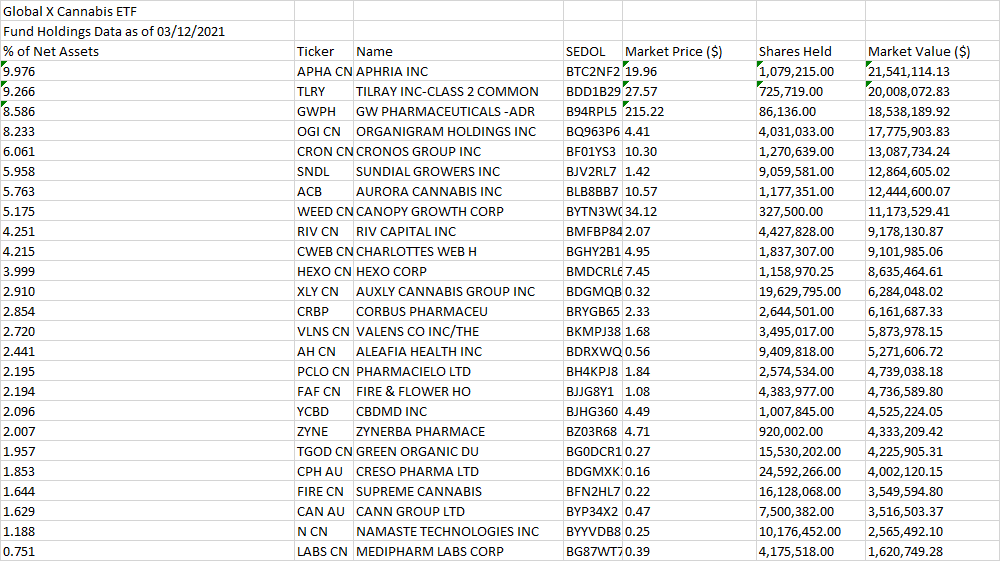 Global X Cannabis ETF
Fund Holdings Data as of 03/12/2021
% of Net Assets Ticker Name SEDOL Market Price ($) Shares Held Market Value ($)
9.976 APHA CN APHRIA INC BTC2NF2 19.96 1,079,215.00 21,541,114.13
9.266 TLRY TILRAY INC-CLASS 2 COMMON BDD1B29 27.57 725,719.00 20,008,072.83
8.586 GWPH GW PHARMACEUTICALS -ADR B94RPL5 215.22 86,136.00 18,538,189.92
8.233 OGI CN ORGANIGRAM HOLDINGS INC BQ963P6 4.41 4,031,033.00 17,775,903.83
6.061 CRON CN CRONOS GROUP INC BF01YS3 10.30 1,270,639.00 13,087,734.24
5.958 SNDL SUNDIAL GROWERS INC BJV2RL7 1.42 9,059,581.00 12,864,605.02
5.763 ACB AURORA CANNABIS INC BLB8BB7 10.57 1,177,351.00 12,444,600.07
5.175 WEED CN CANOPY GROWTH CORP BYTN3W 34.12 327,500.00 11,173,529.41
4.251 RIV CN RIV CAPITAL INC BMFBP84 2.07 4,427,828.00 9,178,130.87
4.215 CWEB CN CHARLOTTES WEB H BGHY2B1 4.95 1,837,307.00 9,101,985.06
3.999 HEXO CN HEXO CORP BMDCRL6 7.45 1,158,970.25 8,635,464.61
2.910 XLY CN AUXLY CANNABIS GROUP INC BDGMQB 0.32 19,629,795.00 6,284,048.02
2.854 CRBP CORBUS PHARMACEU BRYGB65 2.33 2,644,501.00 6,161,687.33
2.720 VLNS CN VALENS CO INC/THE BKMPJ38 1.68 3,495,017.00 5,873,978.15
2.441 AH CN ALEAFIA HEALTH INC BDRXWQ 0.56 9,409,818.00 5,271,606.72
2.195 PCLO CN PHARMACIELO LTD BH4KPJ8 1.84 2,574,534.00 4,739,038.18
2.194 FAF CN FIRE & FLOWER HO BJJG8Y1 1.08 4,383,977.00 4,736,589.80
2.096 YCBD CBDMD INC BJHG360 4.49 1,007,845.00 4,525,224.05
2.007 ZYNE ZYNERBA PHARMACE BZ03R68 4.71 920,002.00 4,333,209.42
1.957 TGOD CN GREEN ORGANIC DU BG0DCR1 0.27 15,530,202.00 4,225,905.31
1.853 CPH AU CRESO PHARMA LTD BDGMXK 0.16 24,592,266.00 4,002,120.15
1.644 FIRE CN SUPREME CANNABIS BFN2HL7 0.22 16,128,068.00 3,549,594.80
1.629 CAN AU CANN GROUP LTD BYP34X2 0.47 7,500,382.00 3,516,503.37
1.188 N CN NAMASTE TECHNOLOGIES INC BYYVDB8 0.25 10,176,452.00 2,565,492.10
0.751 LABS CN MEDIPHARM LABS CORP BG87WT7 0.39 4,175,518.00 1,620,749.28